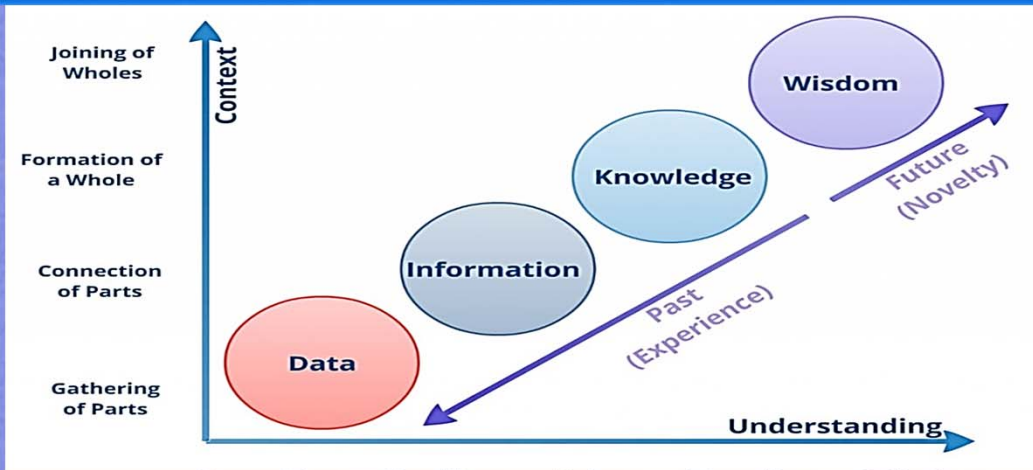 Joining of
Wholes
Context
Wisdom
Formation of
a Whole
Knowledge
Future
(Novelty)
Connection
of Parts
Information
Past
(Experience)
Data
Gathering
of Parts
Understanding